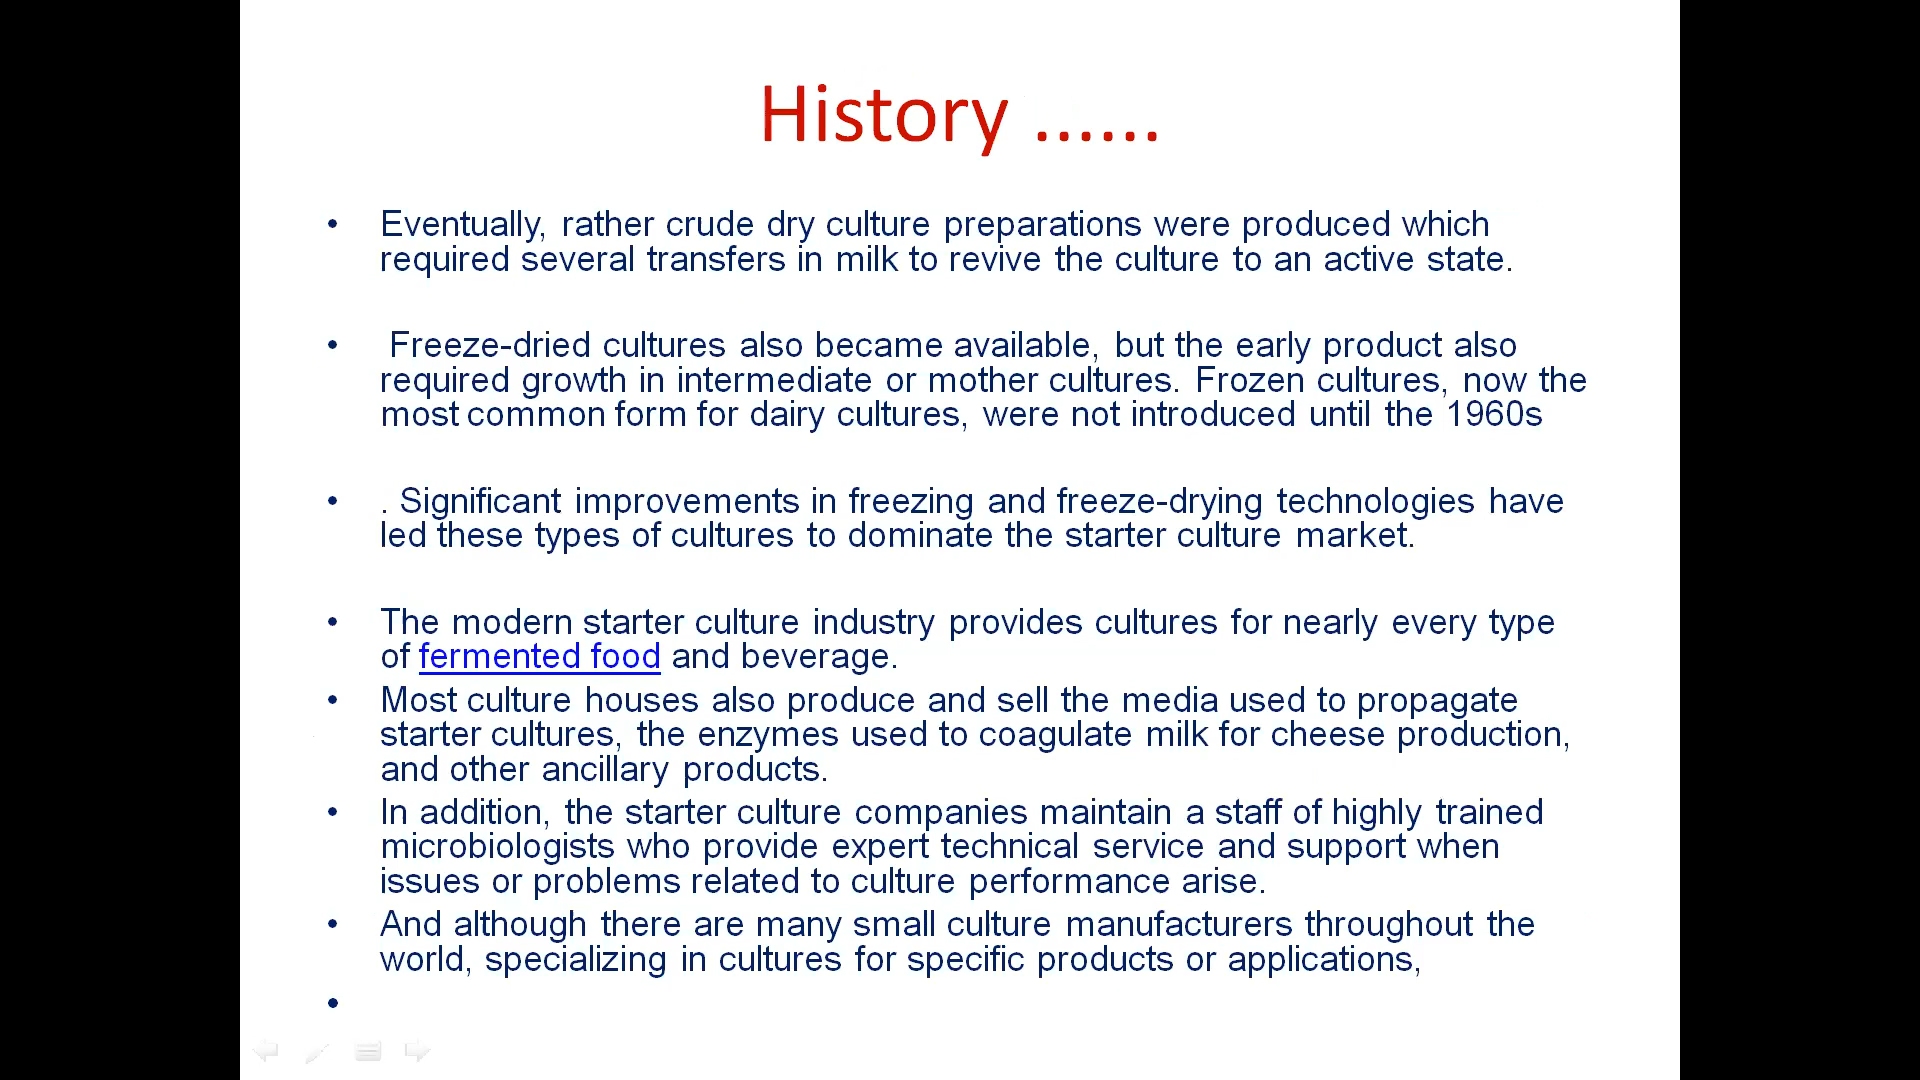 History ......
• Eventually, rather crude dry culture preparations were produced which
required several transfers in milk to revive the culture to an active state.
• Freeze-dried cultures also became available, but the early product also
required growth in intermediate or mother cultures. Frozen cultures, now the
most common form for dairy cultures, were not introduced until the 1960s
• . Significant improvements in freezing and freeze-drying technologies have
led these types of cultures to dominate the starter culture market.
• The modern starter culture industry provides cultures for nearly every type
of fermented food and beverage.
• Most culture houses also produce and sell the media used to propagate
starter cultures, the enzymes used to coagulate milk for cheese production,
and other ancillary products.
• In addition, the starter culture companies maintain a staff of highly trained
microbiologists who provide expert technical service and support when
issues or problems related to culture performance arise.
• And although there are many small culture manufacturers throughout the
world, specializing in cultures for specific products or applications,
•